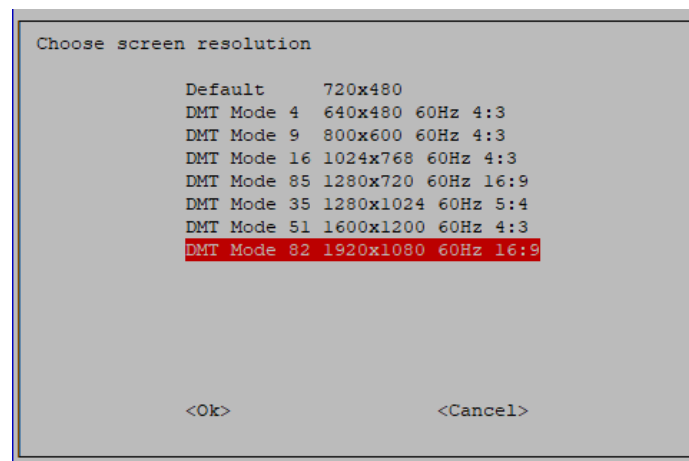 Choose screen resolution
Default 720x480
DMT Mode 4 640x480 60Hz 4:3
DMT Mode 9 800x600 60Hz 4:3
DMT Mode 16 1024x768 60Hz 4:3
DMT Mode 85 1280x720 60Hz 16:9
DMT Mode 35 1280x1024 60Hz 5:4
DMT Mode 51 1600x1200 60Hz 4:3
DMT Mode 82 1920x1080 60Hz 16:9
<Ok> <Cancel>